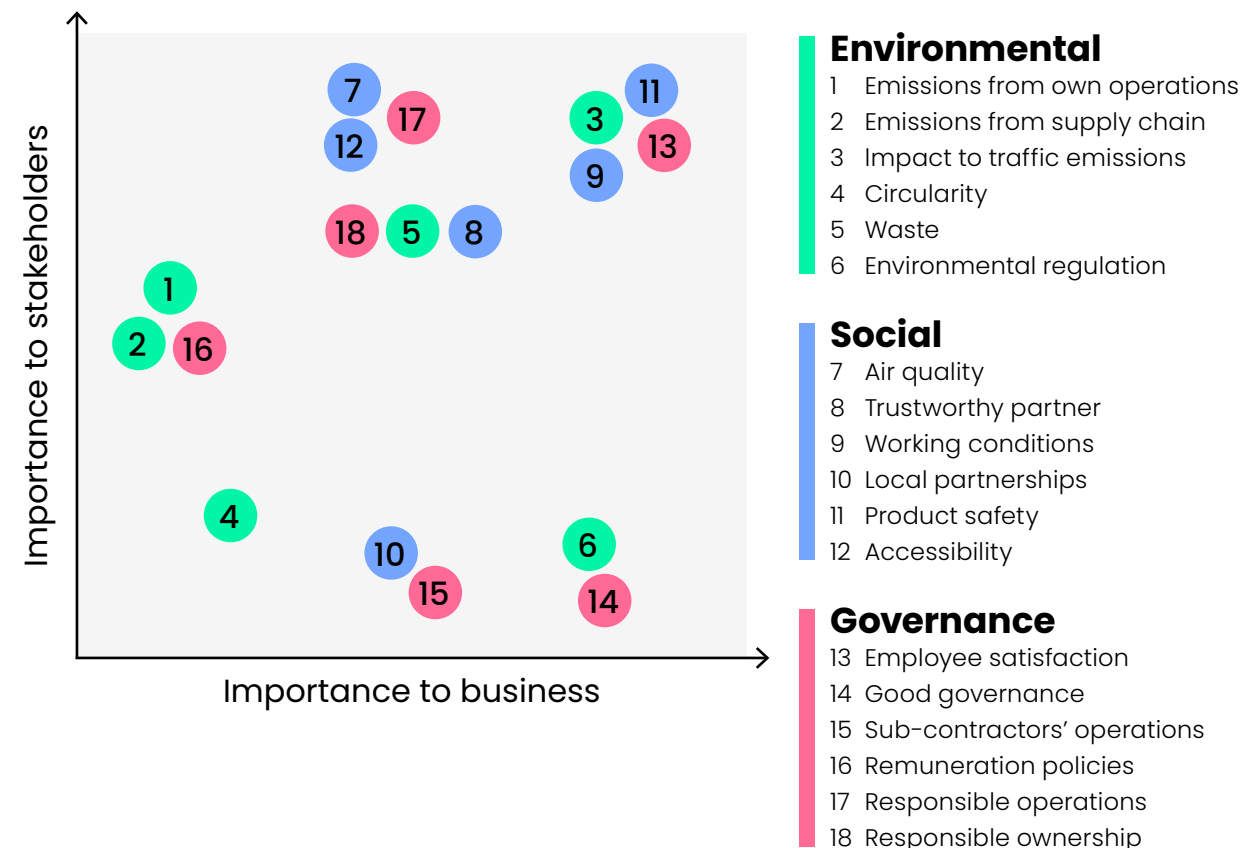 Importance to stakeholders
7
17
12
3
11
13
9
18 5 8
1
2 16
4
10
15
6
14
Importance to business
Environmental
1 Emissions from own operations
2 Emissions from supply chain
3 Impact to traffic emissions
4 Circularity
5 Waste
6 Environmental regulation
Social
7 Air quality
8 Trustworthy partner
9 Working conditions
10 Local partnerships
11 Product safety
12 Accessibility
Governance
13 Employee satisfaction
14 Good governance
15 Sub-contractors’ operations
16 Remuneration policies
17 Responsible operations
18 Responsible ownership